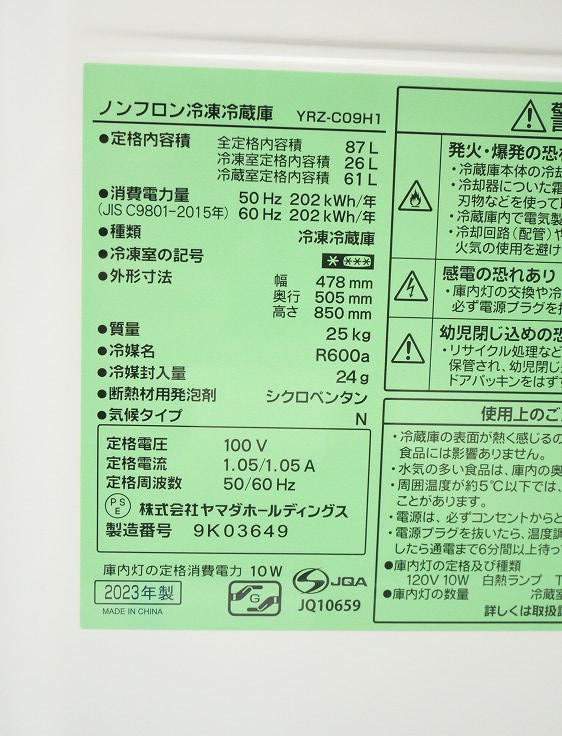 ノンフロン冷凍冷蔵庫 YRZ-C09H1
●定格内容積 全定格内容積 87 L
冷凍室定格内容積 26 L
冷蔵室定格内容積 61 L
●消費電力量 50 Hz 202 kWh/年
(JIS C9801-2015年) 60 Hz 202 kWh/年
●種類 冷凍冷蔵庫
●冷凍室の記号
●外形寸法 幅 478 mm
奥行 505 mm
高さ 850 mm
●質量 25 kg
●冷媒名 R600a
●冷媒封入量 24 g
●断熱材用発泡剤 シクロペンタン
●気候タイプ N
定格電圧 100 V
定格電流 1.05/1.05 A
定格周波数 50/60 Hz
PSE 株式会社ヤマダホールディングス
製造番号 9K03649
庫内灯の定格消費電力 10W
2023年製
MADE IN CHINA
G
JQA
JQ10659
発火・爆発の恐
・冷蔵庫本体の冷却
・冷却器についた霜
刃物などを使って
・冷蔵庫内で電気製
・冷却回路(配管)や
火気の使用を避け
感電の恐れあり
・庫内灯の交換や冷
必ず電源プラグを
幼児閉じ込めの恐
・リサイクル処理など
保管され、幼児閉じ
ドアパッキンをはず
使用上のご
・冷蔵庫の表面が熱く感じるの
食品には影響ありません。
・水気の多い食品は、庫内の奥
・周囲温度が約5℃以下では、
ことがあります。
・電源は、必ずコンセントからと
・電源プラグを抜いたら、温度調
したら通電まで6分間以上待っ
●庫内灯の定格及び種類
120V 10W 白熱ランプ T
●庫内灯の数量 冷蔵室
詳しくは取扱説